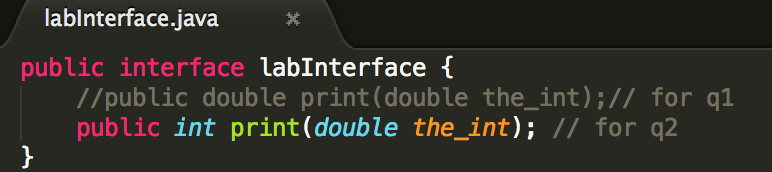 labInterface.java ×
public interface labInterface {
//public double print(double the_int);// for q1
public int print(double the_int); // for q2
}